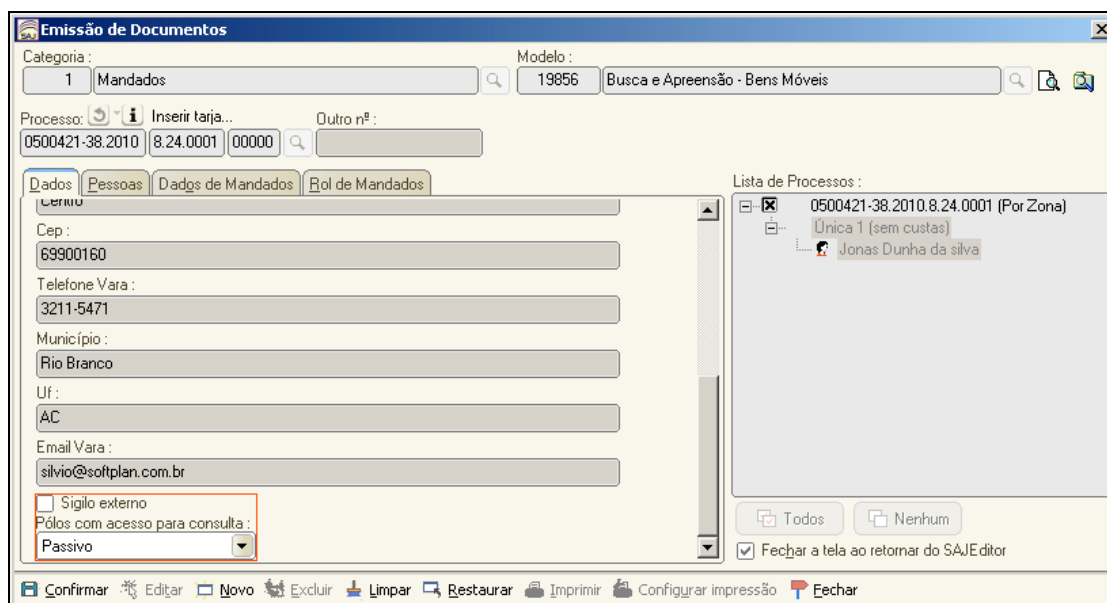 Emissão de Documentos
Categoria : Modelo :
1 Mandados 19856 Busca e Apreensão - Bens Móveis
Processo: Inserir tarja... Outro nº :
0500421-38.2010 8.24.0001 00000
Dados Pessoas Dados de Mandados Rol de Mandados
Centro
Cep :
69900160
Telefone Vara :
3211-5471
Município :
Rio Branco
Uf :
AC
Email Vara :
silvio@softplan.com.br
Sigilo externo
Pólos com acesso para consulta :
Passivo
Lista de Processos :
0500421-38.2010.8.24.0001 (Por Zona)
Única 1 (sem custas)
Jonas Dunha da silva
Todos Nenhum
Fechar a tela ao retornar do SAJEditor
Confirmar Editar Novo Excluir Limpar Restaurar Imprimir Configurar impressão Fechar